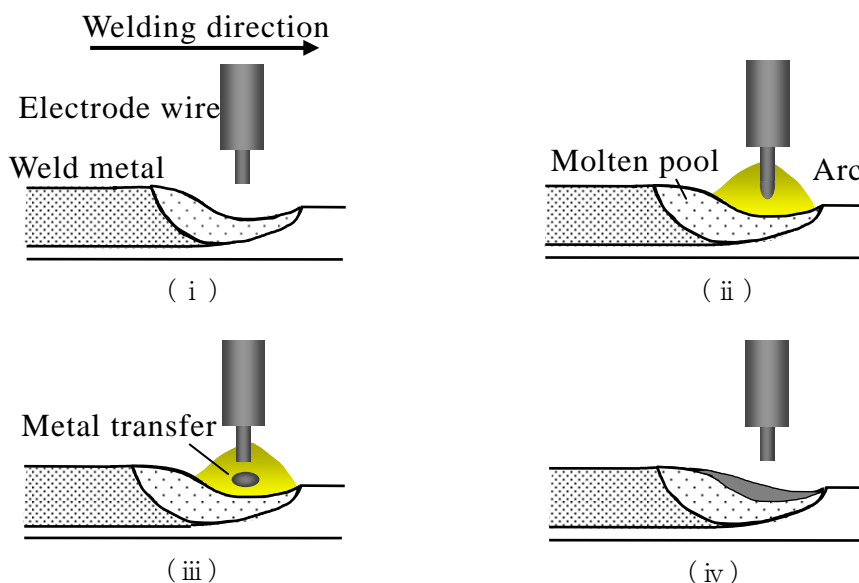 Welding direction
Electrode wire
Weld metal
Molten pool
Arc
( i )
( ii )
Metal transfer
( iii )
( iv )